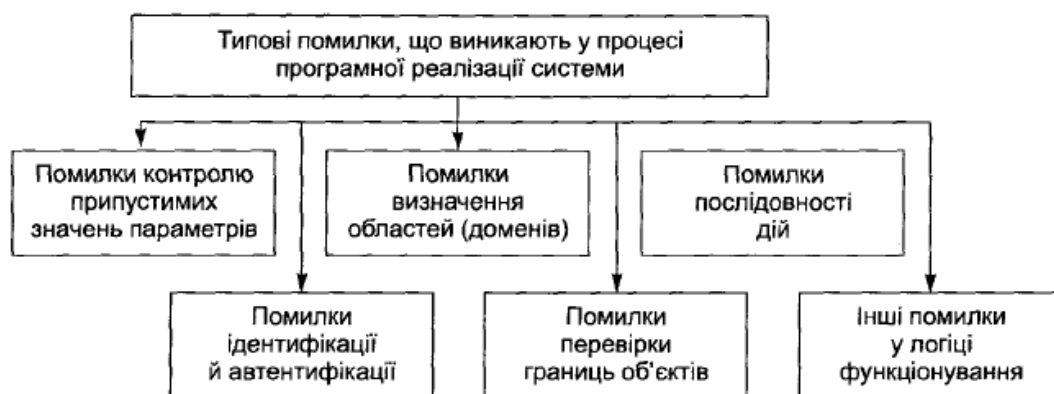 Типові помилки, що виникають у процесі
програмної реалізації системи
Помилки контролю
припустимих
значень параметрів
Помилки
визначення
областей (доменів)
Помилки
послідовності
дій
Помилки
ідентифікації
й автентифікації
Помилки
перевірки
границь об'єктів
Інші помилки
у логіці
функціонування